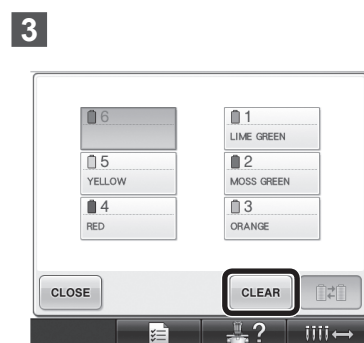 3
6
1
LIME GREEN
5
YELLOW
2
MOSS GREEN
4
RED
3
ORANGE
CLOSE
CLEAR
?